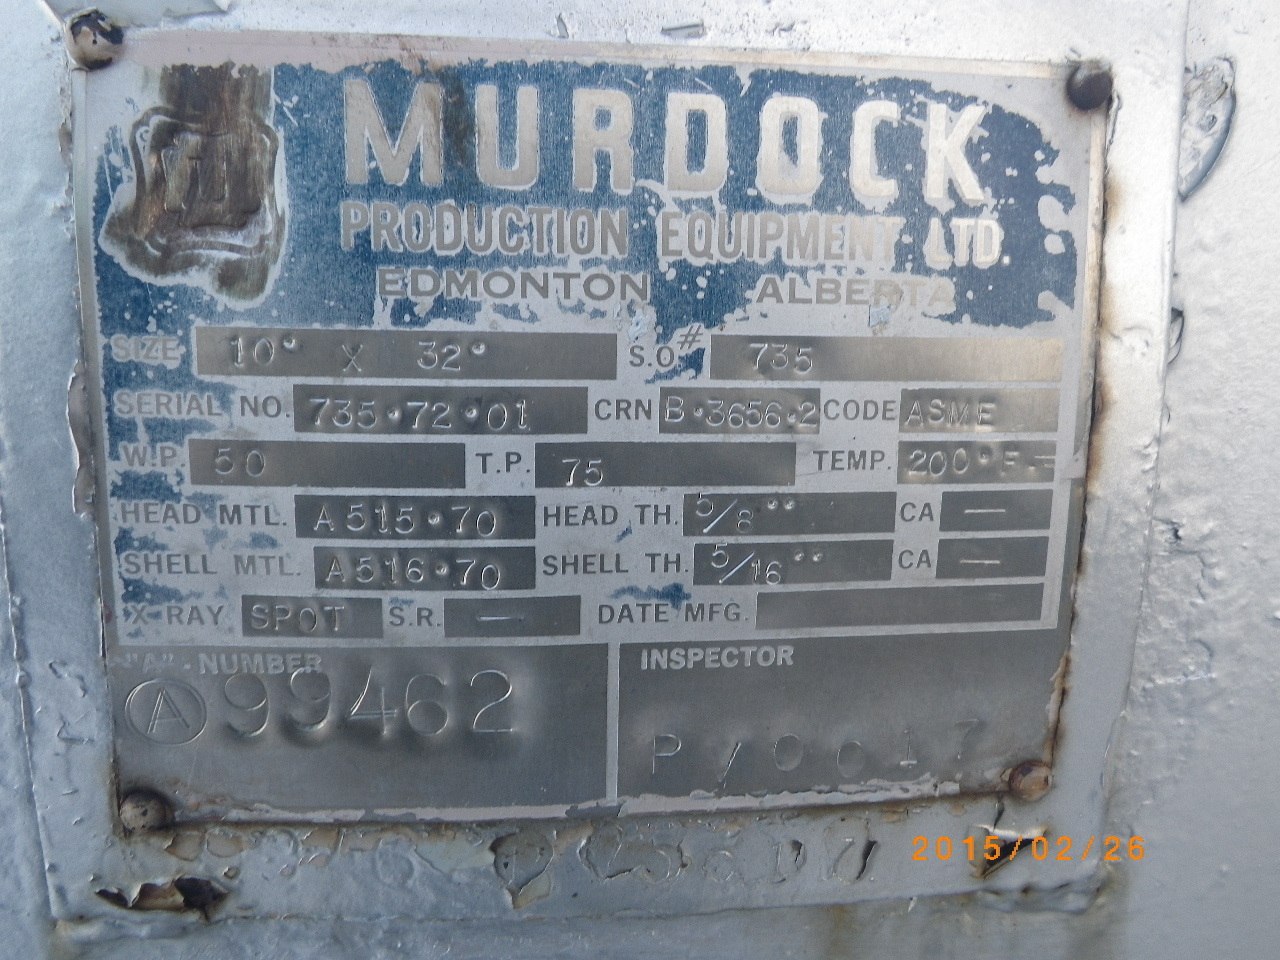 MURDOCK
PRODUCTION EQUIPMENT LTD.
EDMONTON ALBERTA
SIZE 10° X 32° S.O# 735
SERIAL NO. 735·72·01 CRN B·3656·2 CODE ASME
W.P. 50 T.P. 75 TEMP. 200°F.
HEAD MTL. A515·70 HEAD TH. 5/8" CA —
SHELL MTL. A516·70 SHELL TH. 5/16" CA —
X-RAY SPOT S.R. — DATE MFG.
"A"-NUMBER INSPECTOR
A 99462
P/0017
2015/02/26